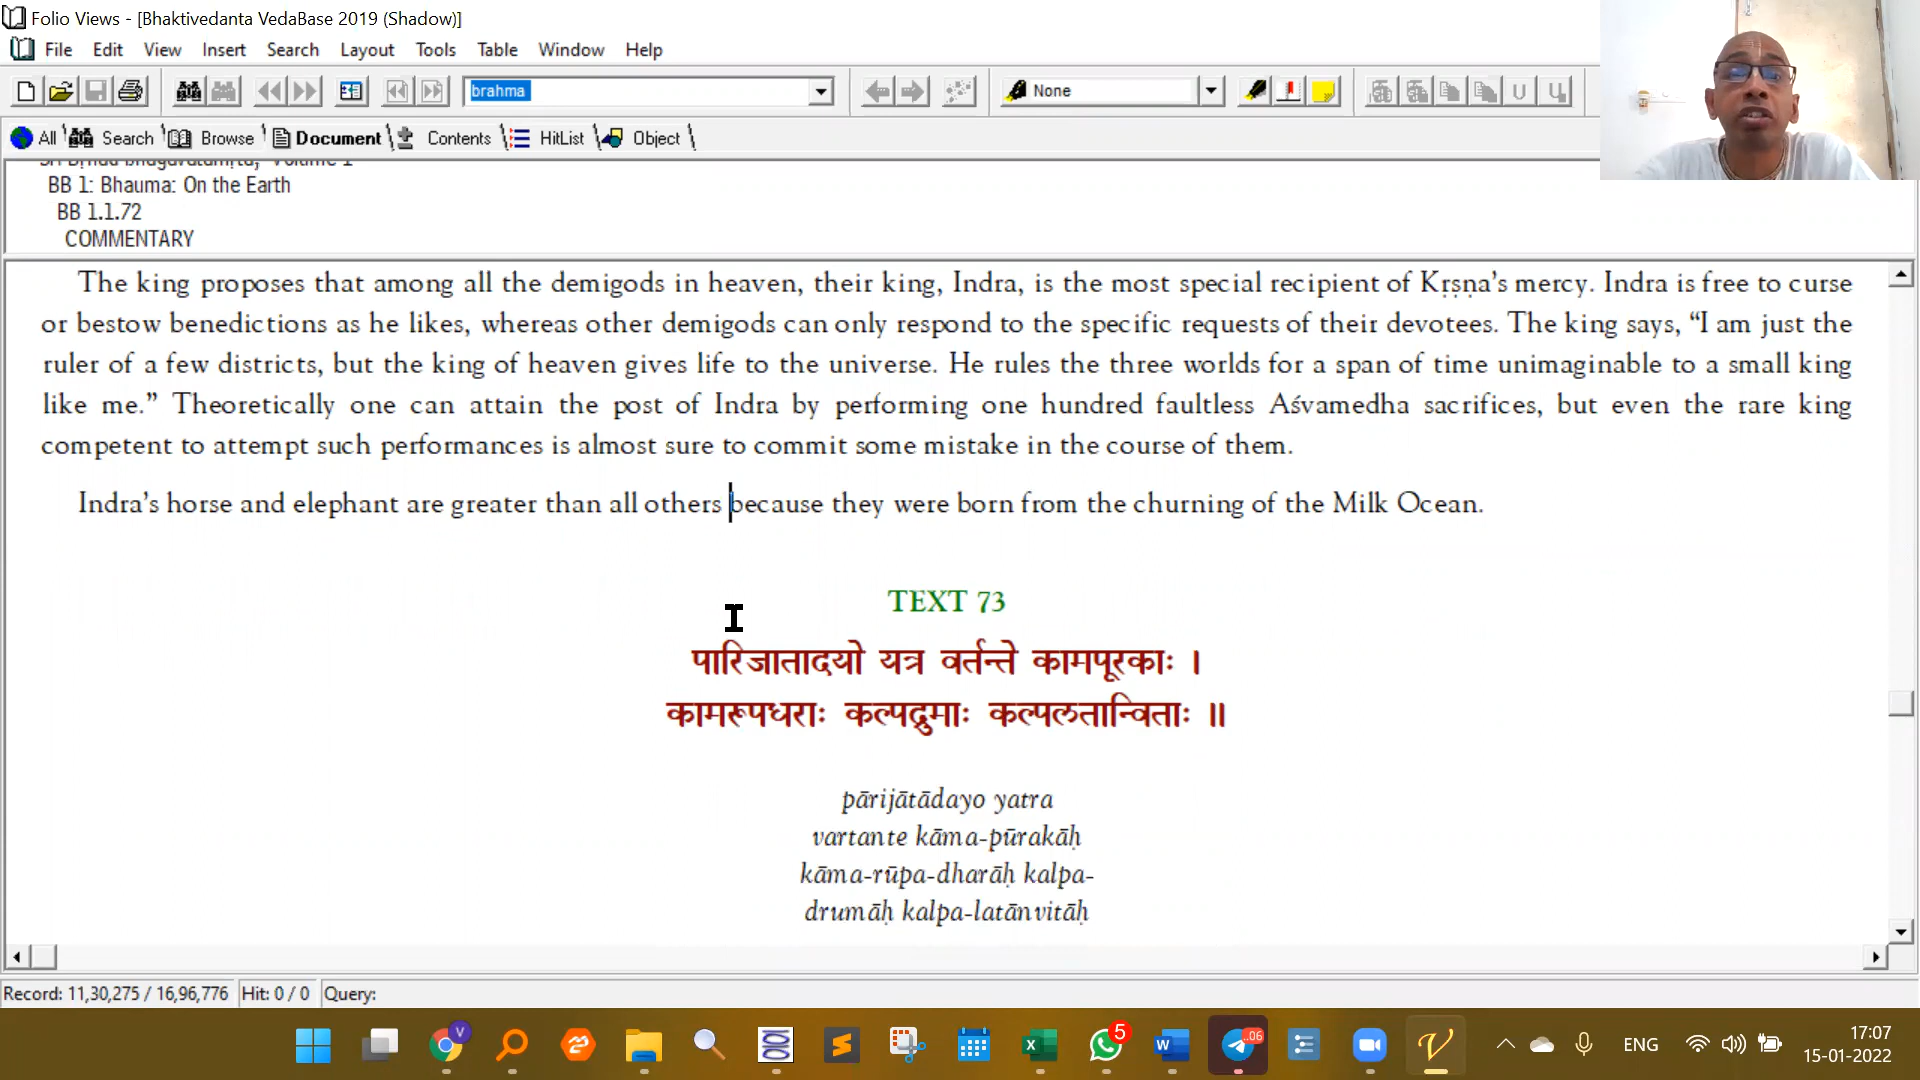 Folio Views - [Bhaktivedanta VedaBase 2019 (Shadow)]
File Edit View Insert Search Layout Tools Table Window Help
brahma
None
All Search Browse Document Contents HitList Object
BB 1: Bhauma: On the Earth
BB 1.1.72
COMMENTARY
The king proposes that among all the demigods in heaven, their king, Indra, is the most special recipient of Kṛṣṇa's mercy. Indra is free to curse
or bestow benedictions as he likes, whereas other demigods can only respond to the specific requests of their devotees. The king says, “I am just the
ruler of a few districts, but the king of heaven gives life to the universe. He rules the three worlds for a span of time unimaginable to a small king
like me.” Theoretically one can attain the post of Indra by performing one hundred faultless Aśvamedha sacrifices, but even the rare king
competent to attempt such performances is almost sure to commit some mistake in the course of them.
Indra's horse and elephant are greater than all others because they were born from the churning of the Milk Ocean.
TEXT 73
पारिजातादयो यत्र वर्तन्ते कामपूरकाः ।
कामरूपधराः कल्पद्रुमाः कल्पलतान्विताः ॥
pārijātādayo yatra
vartante kāma-pūrakāḥ
kāma-rūpa-dharāḥ kalpa-
drumāḥ kalpa-latānvitāḥ
Record: 11,30,275 / 16,96,776 Hit: 0 / 0 Query:
V 5 .06
ENG
17:07
15-01-2022